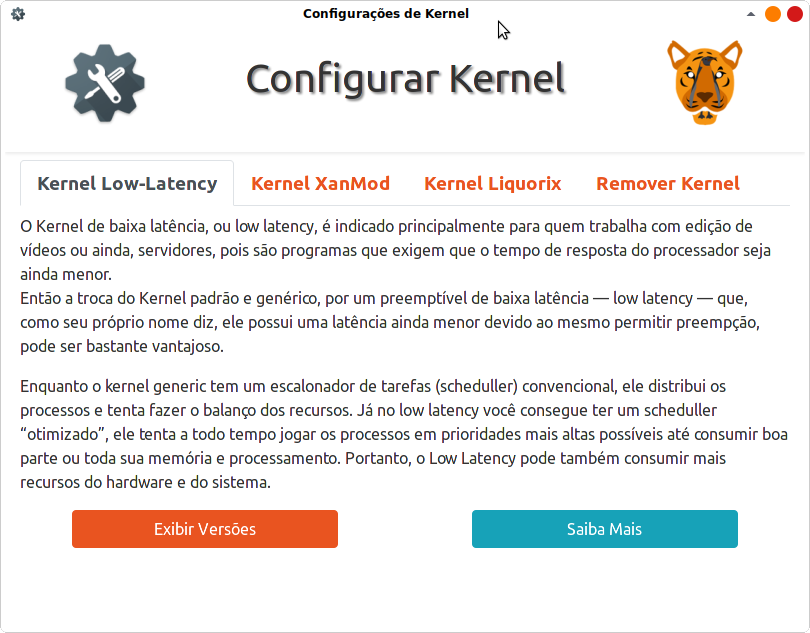 Configurações de Kernel
Configurar Kernel
Kernel Low-Latency
Kernel XanMod
Kernel Liquorix
Remover Kernel
O Kernel de baixa latência, ou low latency, é indicado principalmente para quem trabalha com edição de
vídeos ou ainda, servidores, pois são programas que exigem que o tempo de resposta do processador seja
ainda menor.
Então a troca do Kernel padrão e genérico, por um preemptível de baixa latência — low latency — que,
como seu próprio nome diz, ele possui uma latência ainda menor devido ao mesmo permitir preempção,
pode ser bastante vantajoso.
Enquanto o kernel generic tem um escalonador de tarefas (scheduller) convencional, ele distribui os
processos e tenta fazer o balanço dos recursos. Já no low latency você consegue ter um scheduller
“otimizado”, ele tenta a todo tempo jogar os processos em prioridades mais altas possíveis até consumir boa
parte ou toda sua memória e processamento. Portanto, o Low Latency pode também consumir mais
recursos do hardware e do sistema.
Exibir Versões
Saiba Mais